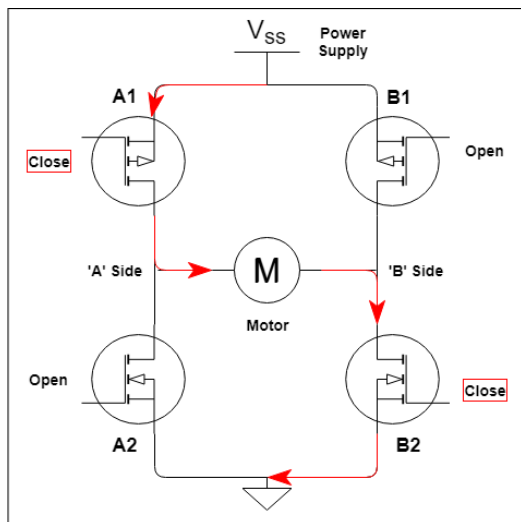 VSS
Power
Supply
A1
B1
Close
Open
'A' Side
M
'B' Side
Motor
Open
Close
A2
B2